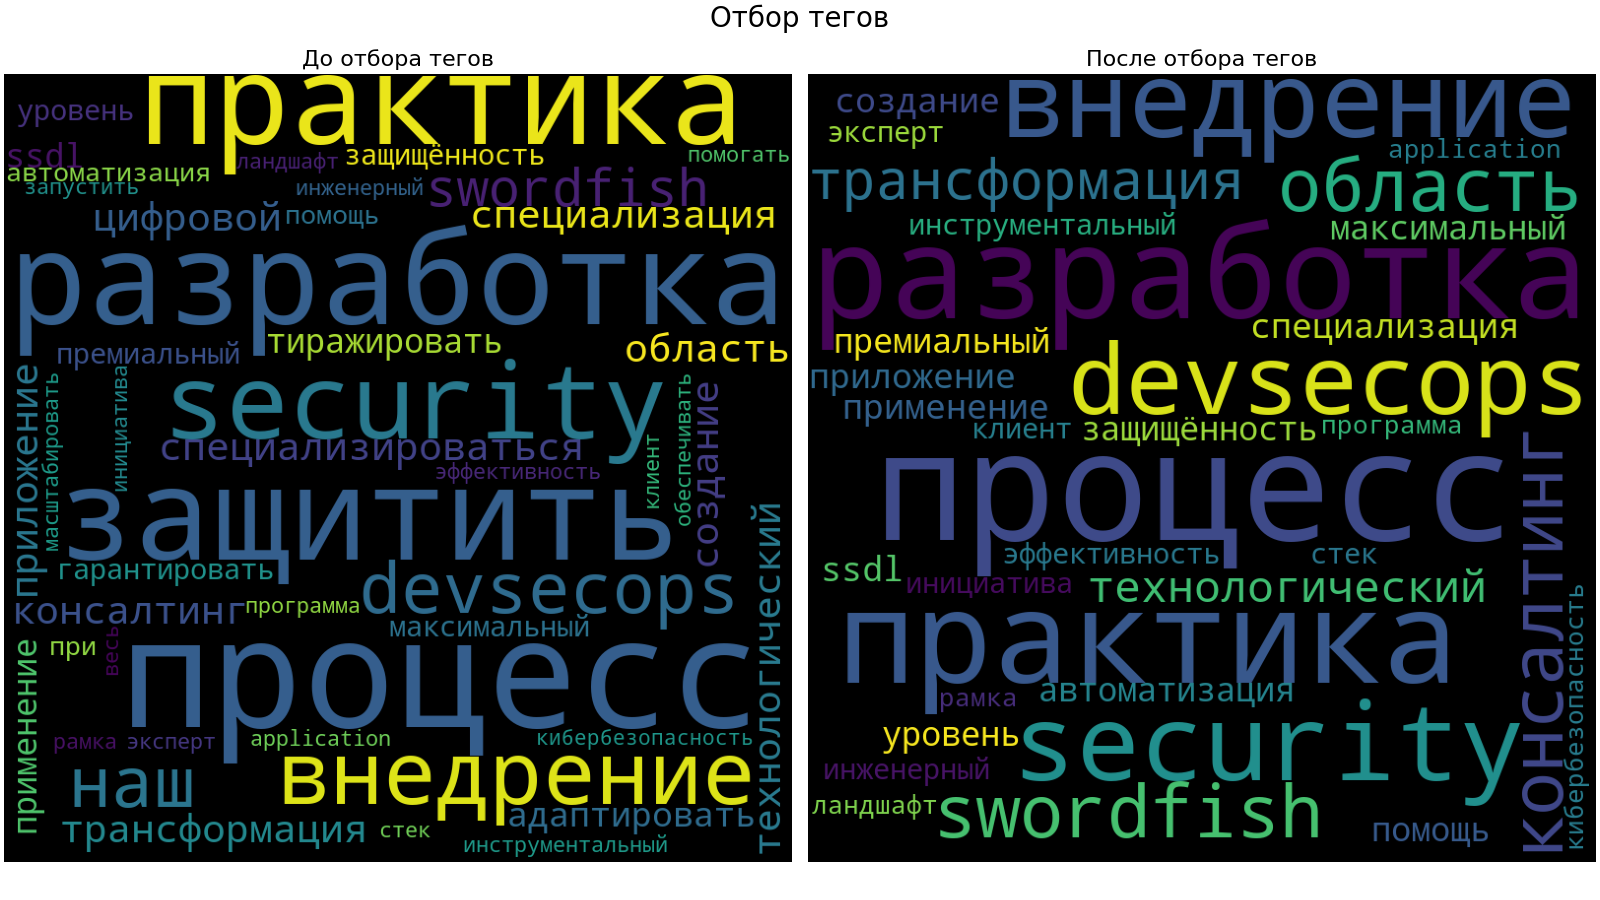 Отбор тегов
До отбора тегов
практика
уровень
ssdl
ландшафт
защищённость
помогать
автоматизация
запустить
инженерный
swordfish
цифровой
помощь
специализация
разработка
тиражировать
премиальный
область
security
приложение
масштабировать
инициатива
обеспечивать
создание
специализироваться
эффективность
клиент
защитить
гарантировать
devsecops
технологический
консалтинг
программа
максимальный
при
весь
применение
процесс
рамка
эксперт
application
кибербезопасность
наш
внедрение
адаптировать
трансформация
стек
инструментальный
После отбора тегов
создание
внедрение
эксперт
application
трансформация
область
инструментальный
максимальный
разработка
специализация
премиальный
devsecops
приложение
применение
клиент
защищённость
программа
процесс
консалтинг
эффективность
стек
ssdl
инициатива
технологический
кибербезопасность
практика
рамка
автоматизация
security
уровень
инженерный
ландшафт
swordfish
помощь